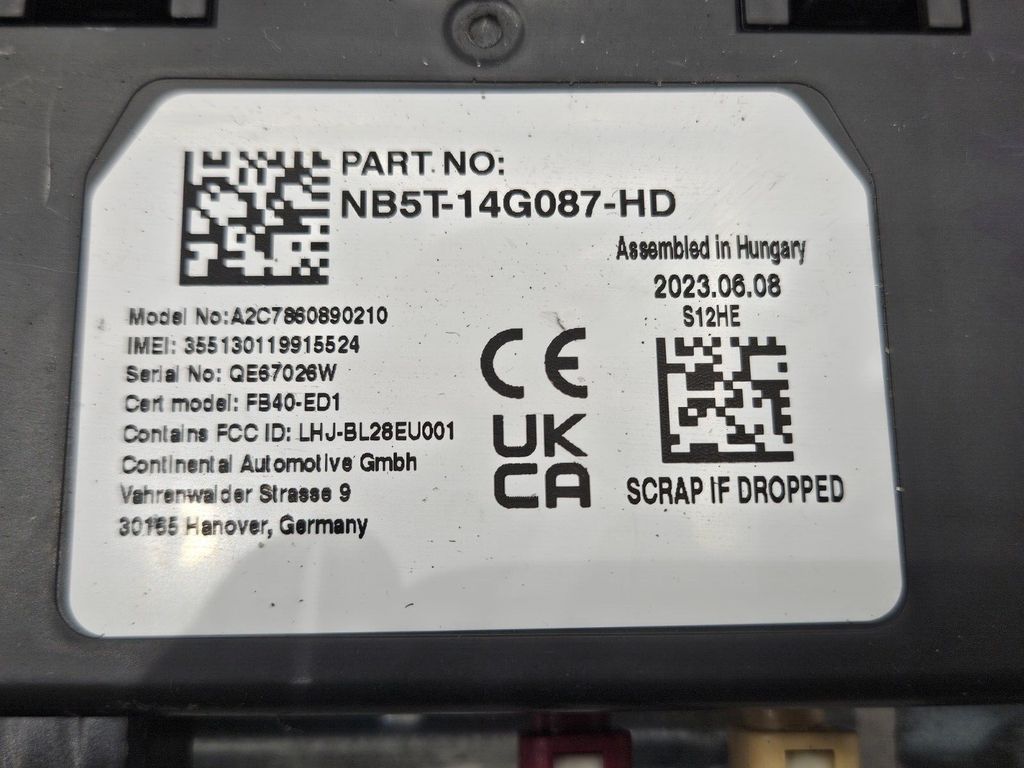 PART NO:
NB5T-14G087-HD
Assembled in Hungary
2023.06.08
S12HE
Model No:A2C7860890210
IMEI: 355130119915524
Serial No: QE67026W
Cert model: FB40-ED1
Contains FCC ID: LHJ-BL28EU001
Continental Automotive Gmbh
Vahrenwalder Strasse 9
30165 Hanover, Germany
CE
UK
CA
SCRAP IF DROPPED